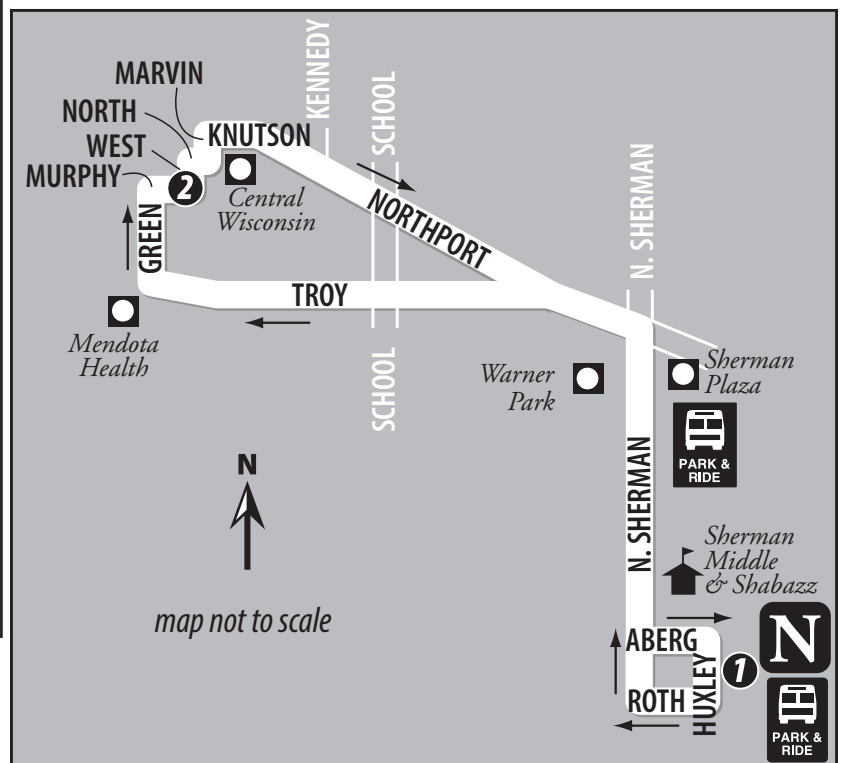 MARVIN
NORTH
WEST
MURPHY
KNUTSON
KENNEDY
SCHOOL
2
Central
Wisconsin
NORTHPORT
N. SHERMAN
GREEN
TROY
Mendota
Health
SCHOOL
Warner
Park
Sherman
Plaza
PARK &
RIDE
N
N. SHERMAN
map not to scale
Sherman
Middle
& Shabazz
ABERG
HUXLEY
1
N
ROTH
PARK &
RIDE